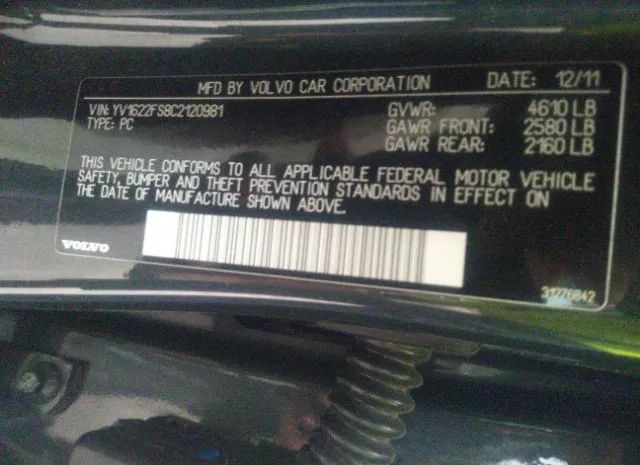 MFD BY VOLVO CAR CORPORATION DATE: 12/11
VIN: YV1622FS8C2120981 GVWR: 4610 LB
TYPE: PC GAWR FRONT: 2580 LB
GAWR REAR: 2160 LB
THIS VEHICLE CONFORMS TO ALL APPLICABLE FEDERAL MOTOR VEHICLE
SAFETY, BUMPER AND THEFT PREVENTION STANDARDS IN EFFECT ON
THE DATE OF MANUFACTURE SHOWN ABOVE.
VOLVO
31276842